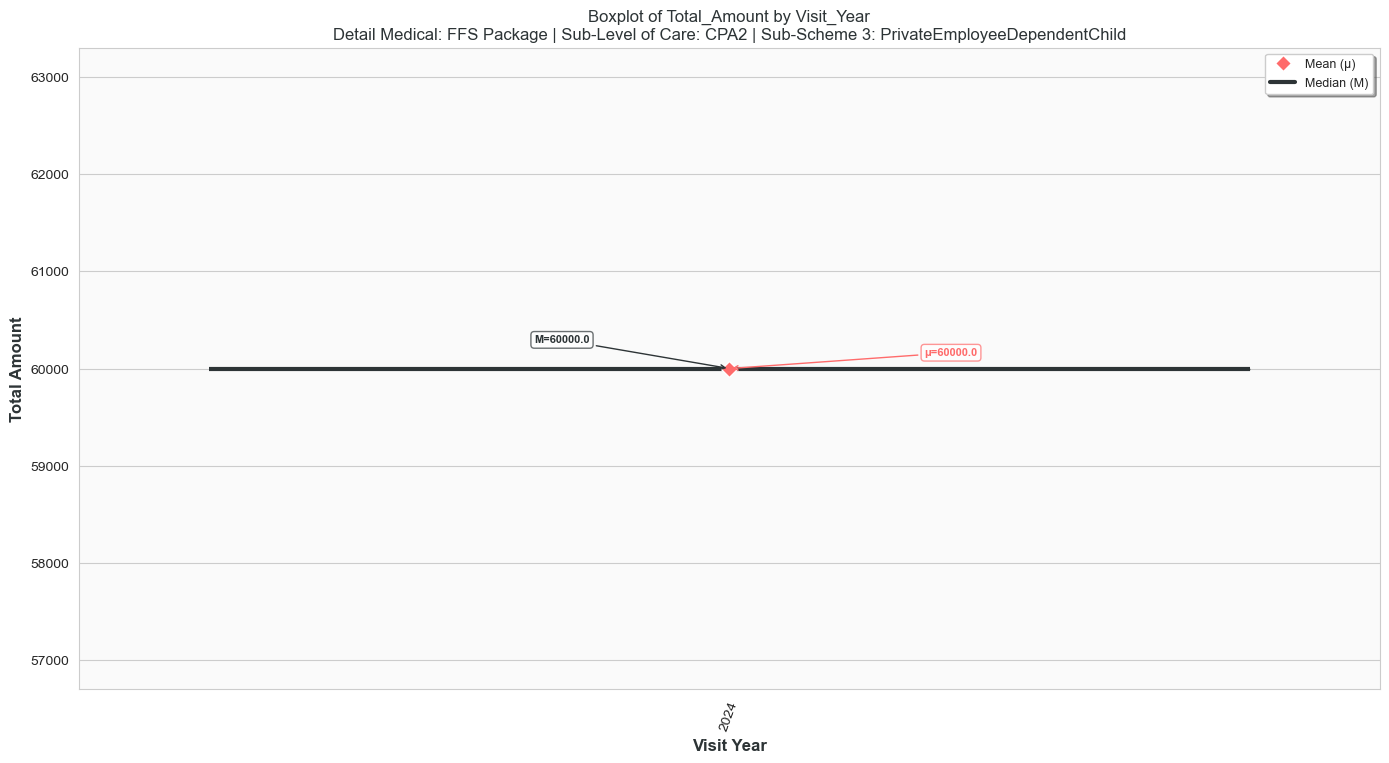 Boxplot of Total_Amount by Visit_Year
Detail Medical: FFS Package | Sub-Level of Care: CPA2 | Sub-Scheme 3: PrivateEmployeeDependentChild
Mean (μ)
Median (M)
63000
62000
61000
60000
59000
58000
57000
Total Amount
M=60000.0
μ=60000.0
2024
Visit Year